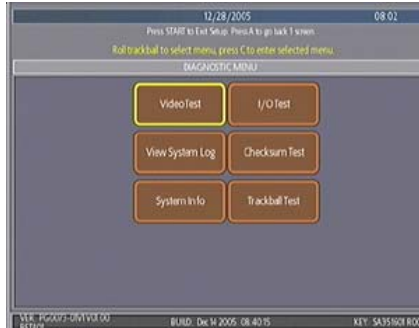 12/28/2005 08:02
Press START to Exit Setup Press A to go back 1 screen
Roll trackball to select menu, press C to enter selected menu.
DIAGNOSTIC MENU
Video Test I/O Test
View System Log Checksum Test
System Info Trackball Test
BUILD: Dec 14 2005 08:40:15